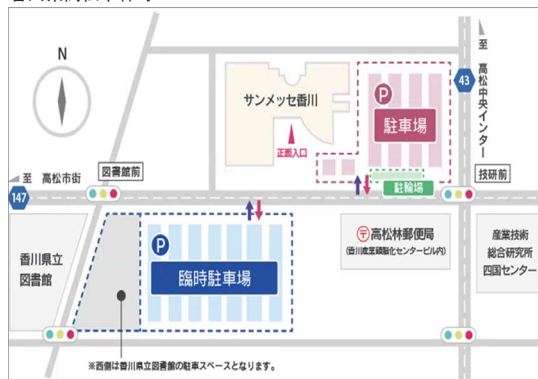 N
サンメッセ香川
正面入口
P
駐車場
駐輪場
43
至
高松中央インター
技研前
至 高松市街
図書館前
147
香川県立
図書館
P
臨時駐車場
〒高松林郵便局
(香川産業頭脳化センタービル内)
産業技術
総合研究所
四国センター
※西側は香川県立図書館の駐車スペースとなります。